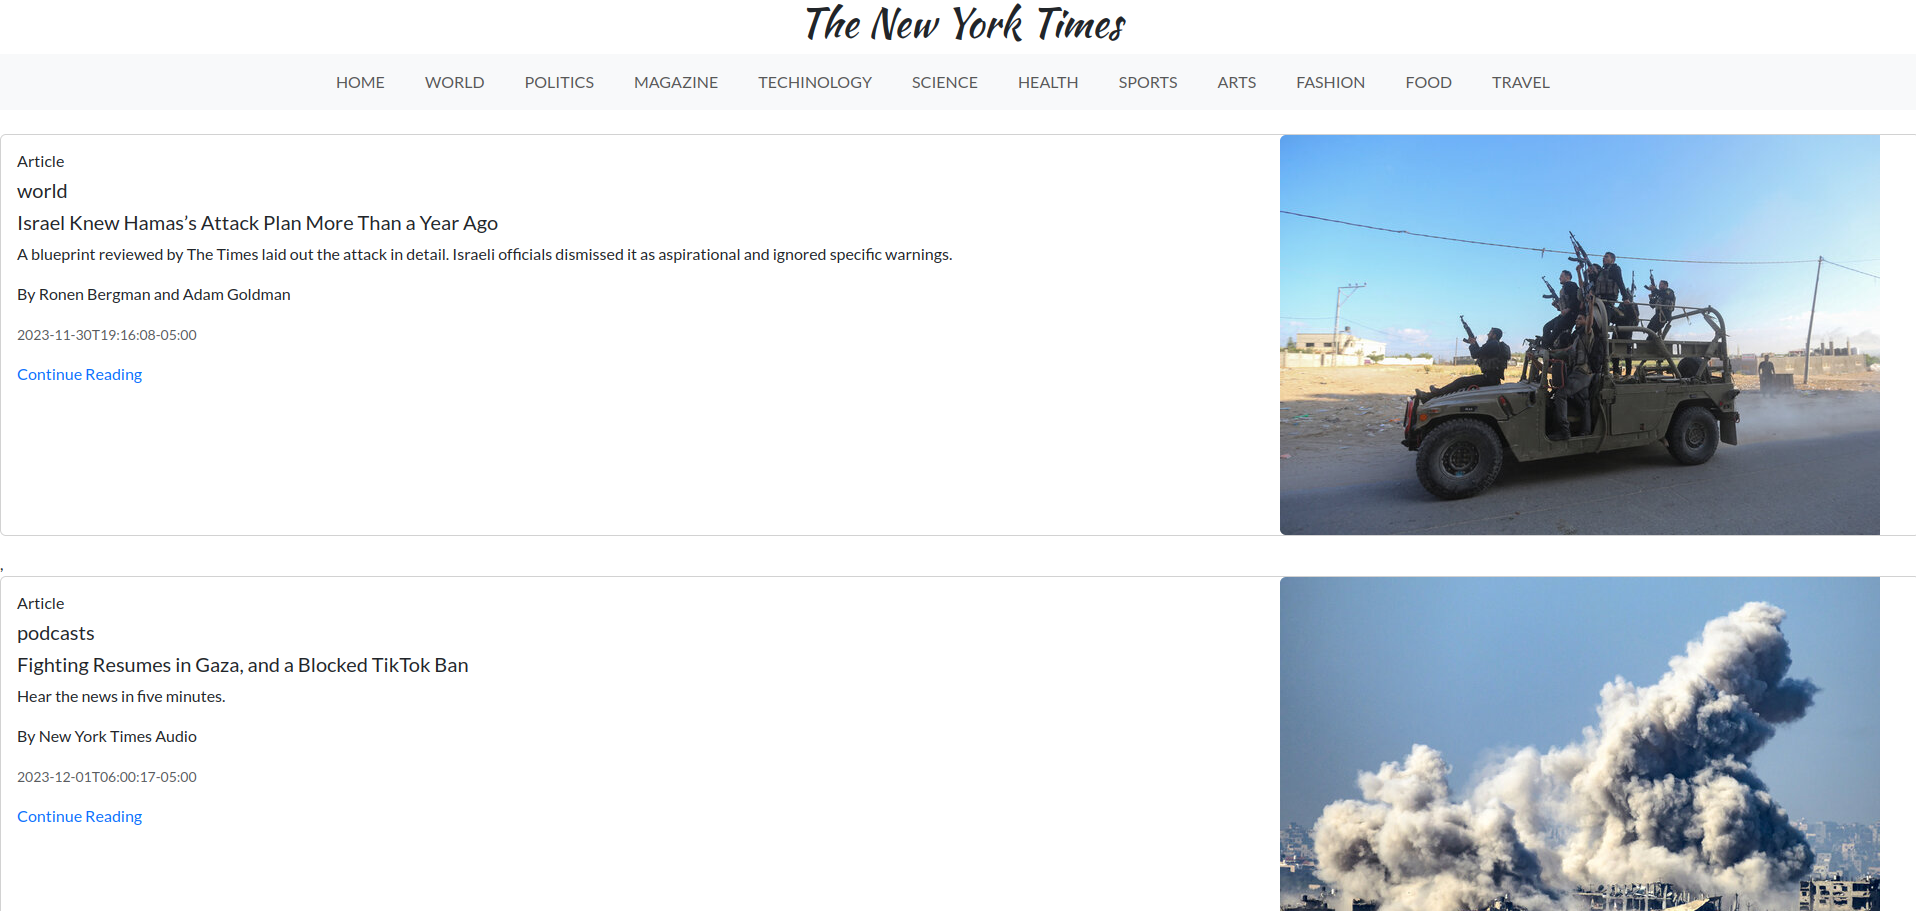 The New York Times
HOME WORLD POLITICS MAGAZINE TECHINOLOGY SCIENCE HEALTH SPORTS ARTS FASHION FOOD TRAVEL
Article
world
Israel Knew Hamas’s Attack Plan More Than a Year Ago
A blueprint reviewed by The Times laid out the attack in detail. Israeli officials dismissed it as aspirational and ignored specific warnings.
By Ronen Bergman and Adam Goldman
2023-11-30T19:16:08-05:00
Continue Reading
,
Article
podcasts
Fighting Resumes in Gaza, and a Blocked TikTok Ban
Hear the news in five minutes.
By New York Times Audio
2023-12-01T06:00:17-05:00
Continue Reading